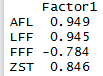 Factor1
AFL 0.949
LFF 0.945
FFF -0.784
ZST 0.846